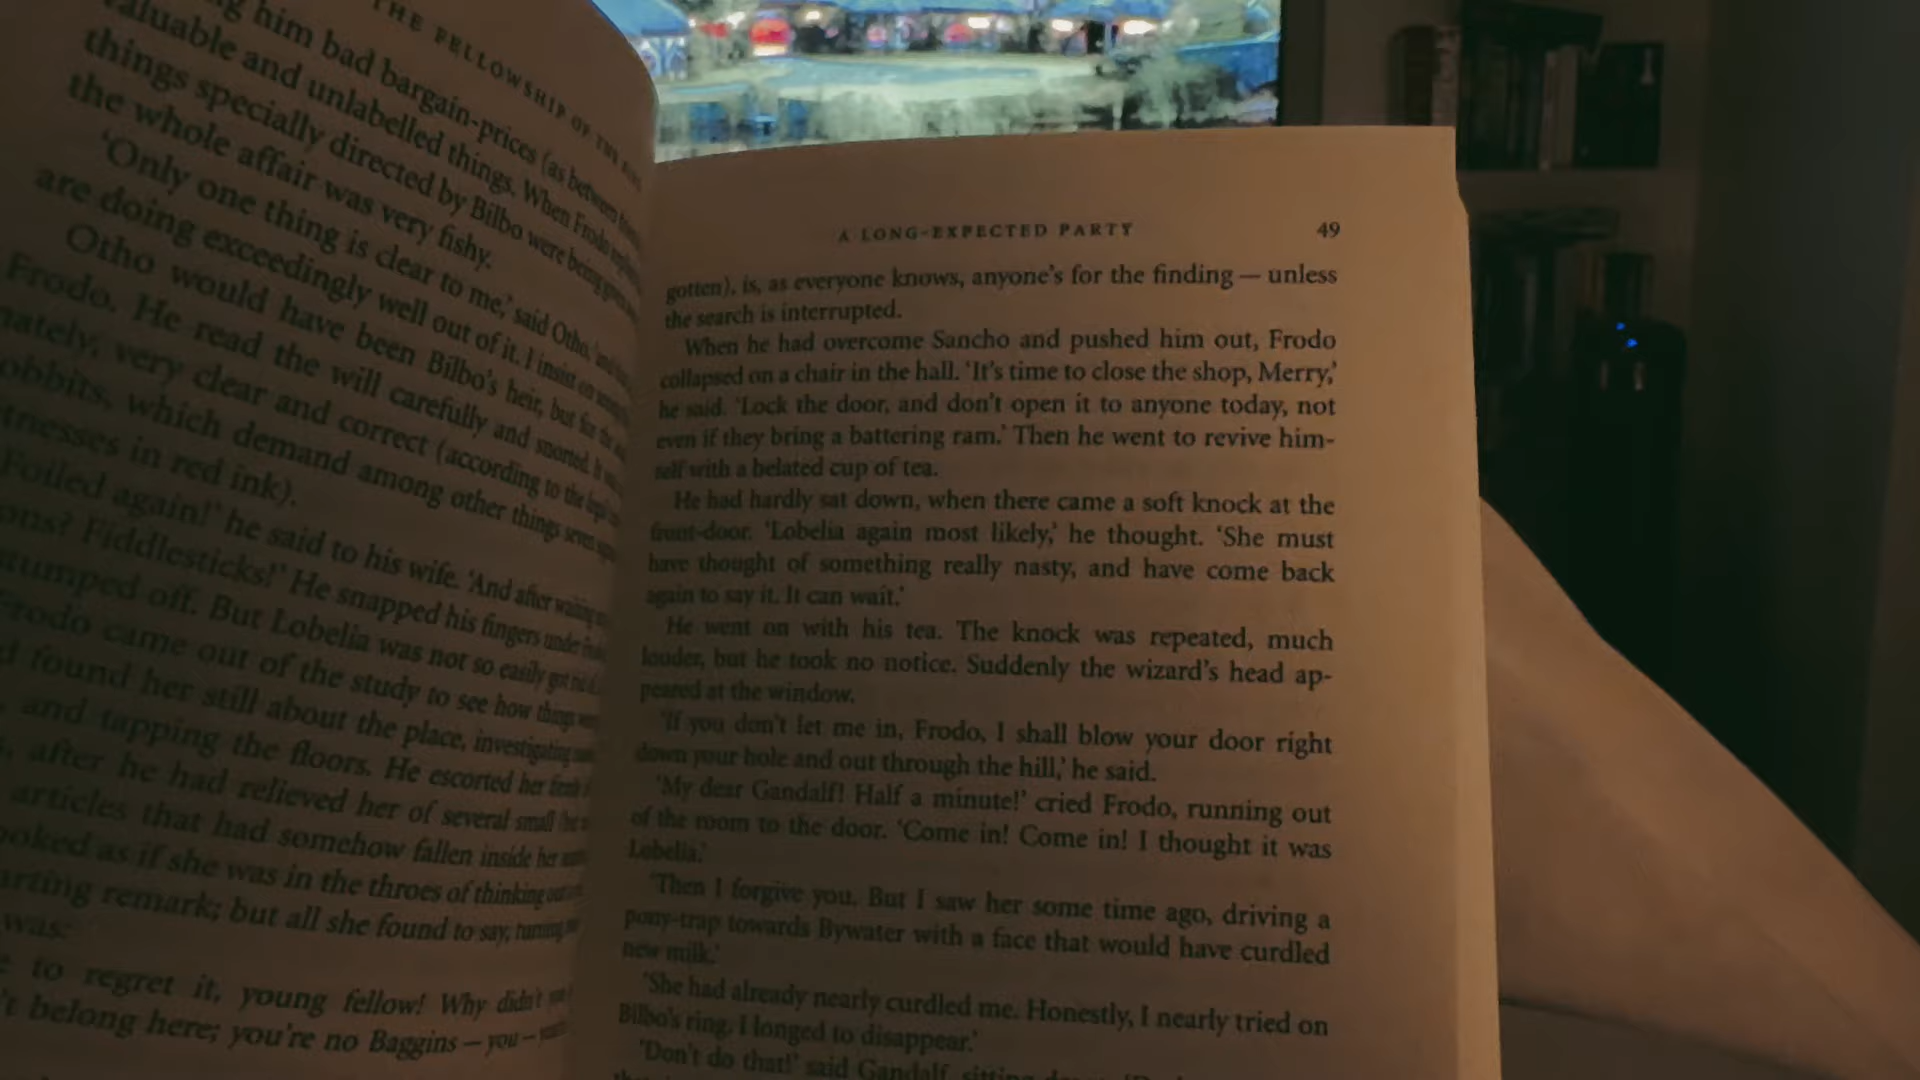 THE FELLOWSHIP OF THE
him bad bargain-prices (as between
valuable and unlabelled things. When Frodo
things specially directed by Bilbo were being
the whole affair was very fishy.
'Only one thing is clear to me,' said Otho,
are doing exceedingly well out of it. I insist on
Otho would have been Bilbo's heir, but for the
Frodo. He read the will carefully and snorted. It
very clear and correct (according to the legal
which demand among other things seven
in red ink).
Foiled again!' he said to his wife. 'And after waiting
Fiddlesticks!' He snapped his fingers under
stumped off. But Lobelia was not so easily got rid
Frodo came out of the study to see how things
found her still about the place, investigating
and tapping the floors. He escorted her
after he had relieved her of several small
articles that had somehow fallen inside her
looked as if she was in the throes of thinking out
remark; but all she found to say, turning
was:
to regret it, young fellow! Why didn't
belong here; you're no Baggins – you –
A LONG-EXPECTED PARTY 49
gotten), is, as everyone knows, anyone's for the finding – unless
the search is interrupted.
When he had overcome Sancho and pushed him out, Frodo
collapsed on a chair in the hall. 'It's time to close the shop, Merry,'
he said. 'Lock the door, and don't open it to anyone today, not
even if they bring a battering ram.' Then he went to revive him-
self with a belated cup of tea.
He had hardly sat down, when there came a soft knock at the
front-door. 'Lobelia again most likely,' he thought. 'She must
have thought of something really nasty, and have come back
again to say it. It can wait.'
He went on with his tea. The knock was repeated, much
louder, but he took no notice. Suddenly the wizard's head ap-
peared at the window.
'If you don't let me in, Frodo, I shall blow your door right
down your hole and out through the hill,' he said.
'My dear Gandalf! Half a minute!' cried Frodo, running out
of the room to the door. 'Come in! Come in! I thought it was
Lobelia.'
'Then I forgive you. But I saw her some time ago, driving a
pony-trap towards Bywater with a face that would have curdled
new milk.'
'She had already nearly curdled me. Honestly, I nearly tried on
Bilbo's ring. I longed to disappear.'
'Don't do that!' said Gandalf, sitting